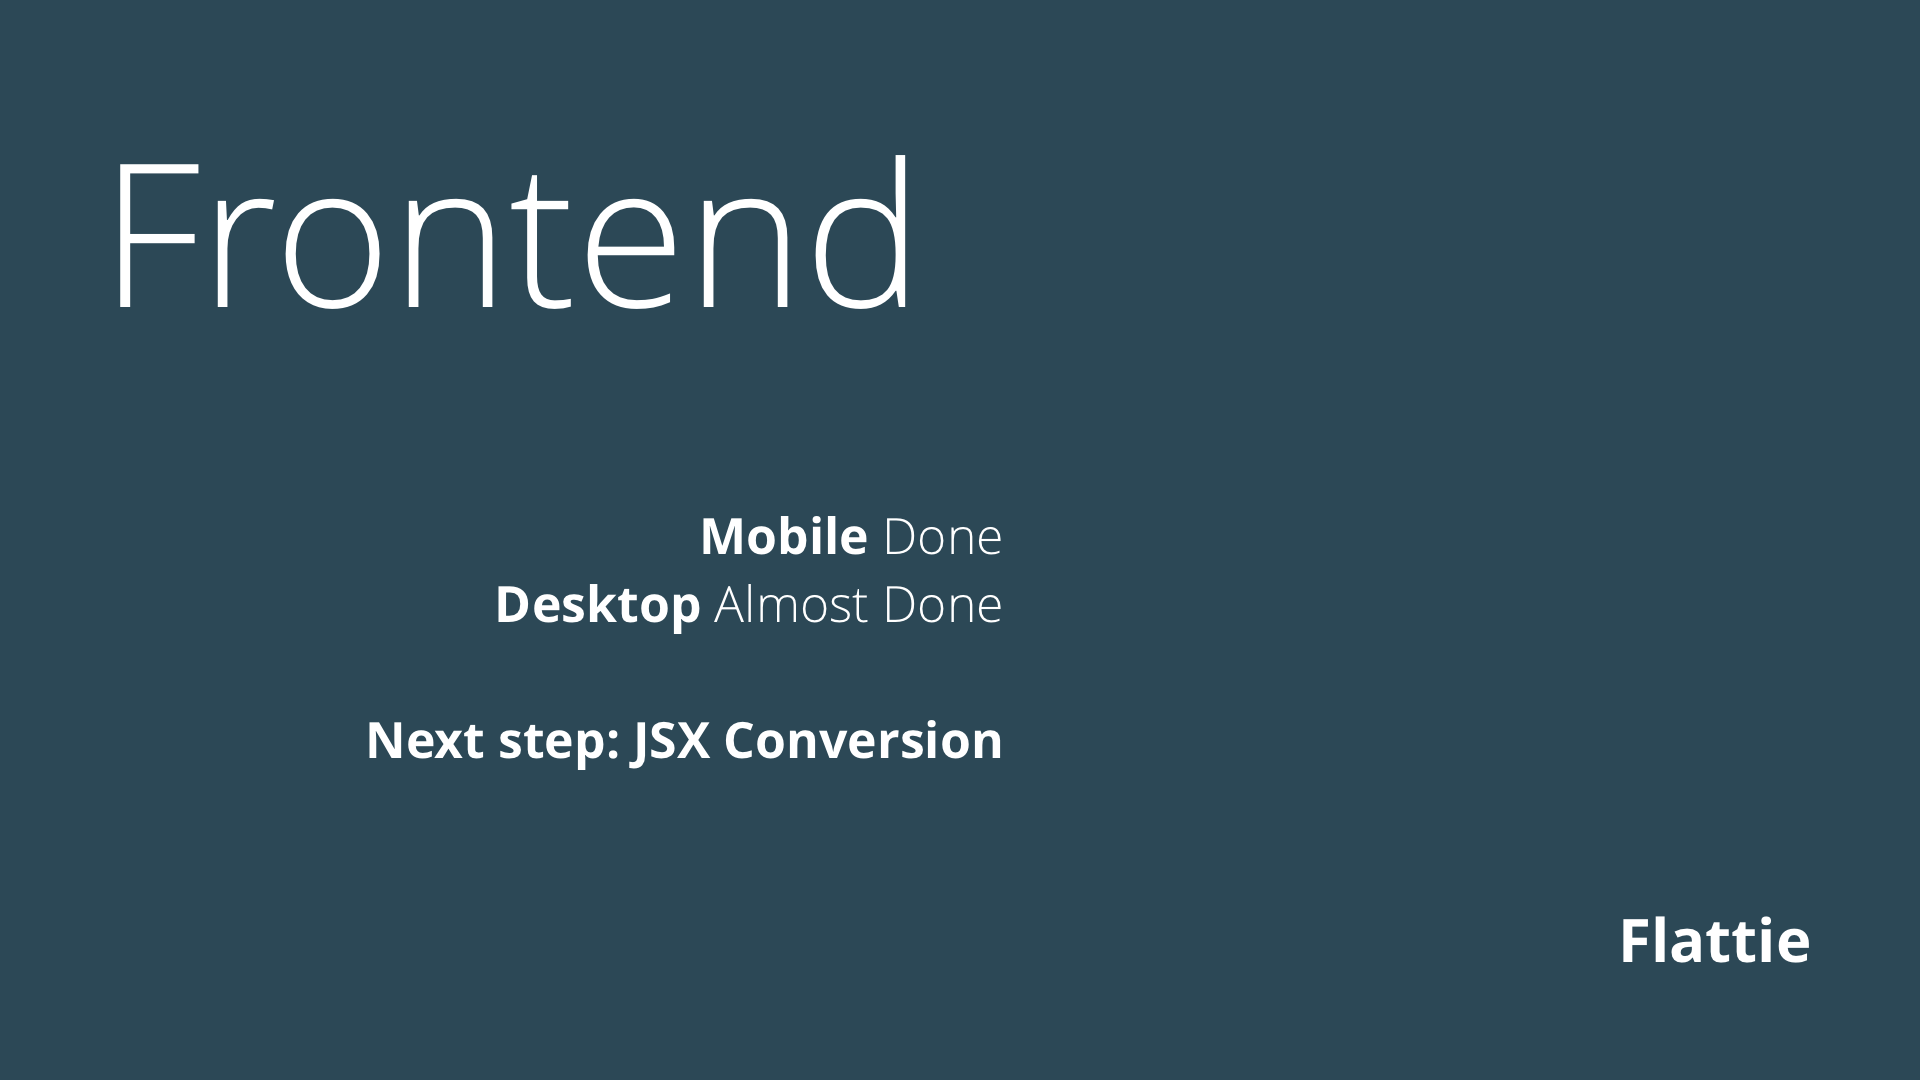 Frontend
Mobile Done
Desktop Almost Done
Next step: JSX Conversion
Flattie